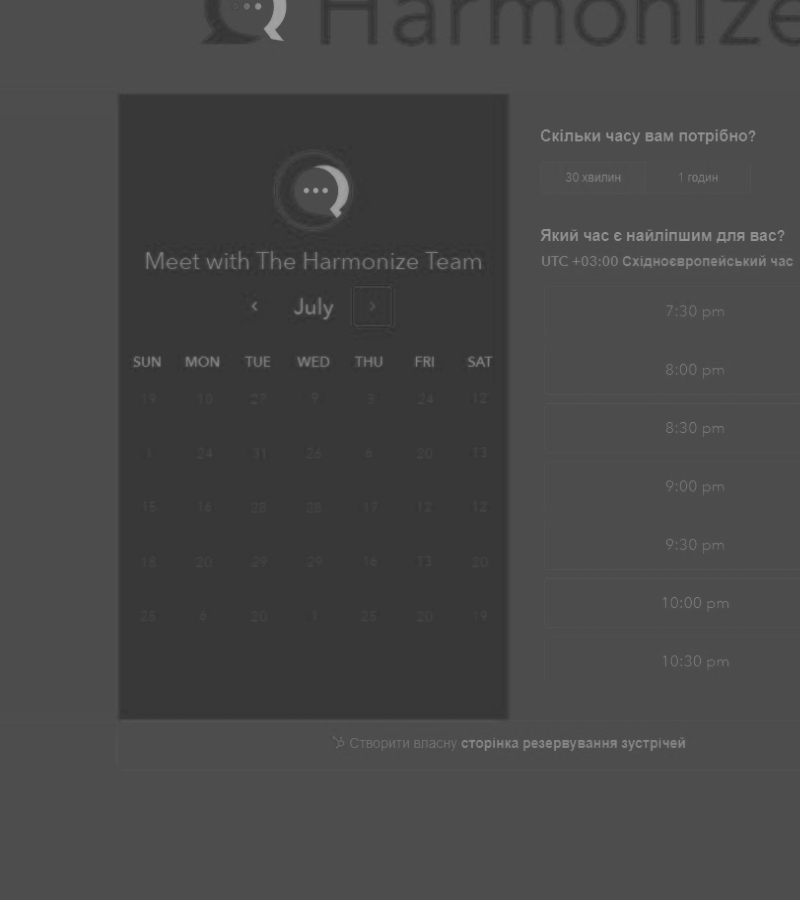 Harmonize
Meet with The Harmonize Team
July
SUN MON TUE WED THU FRI SAT
19 10 27 9 3 24 12
1 24 31 26 6 20 13
15 16 28 28 17 12 12
18 20 29 29 16 13 20
25 6 20 1 25 20 19
Скільки часу вам потрібно?
30 хвилин 1 годин
Який час є найліпшим для вас?
UTC +03:00 Східноєвропейський час
7:30 pm
8:00 pm
8:30 pm
9:00 pm
9:30 pm
10:00 pm
10:30 pm
Створити власну сторінка резервування зустрічей